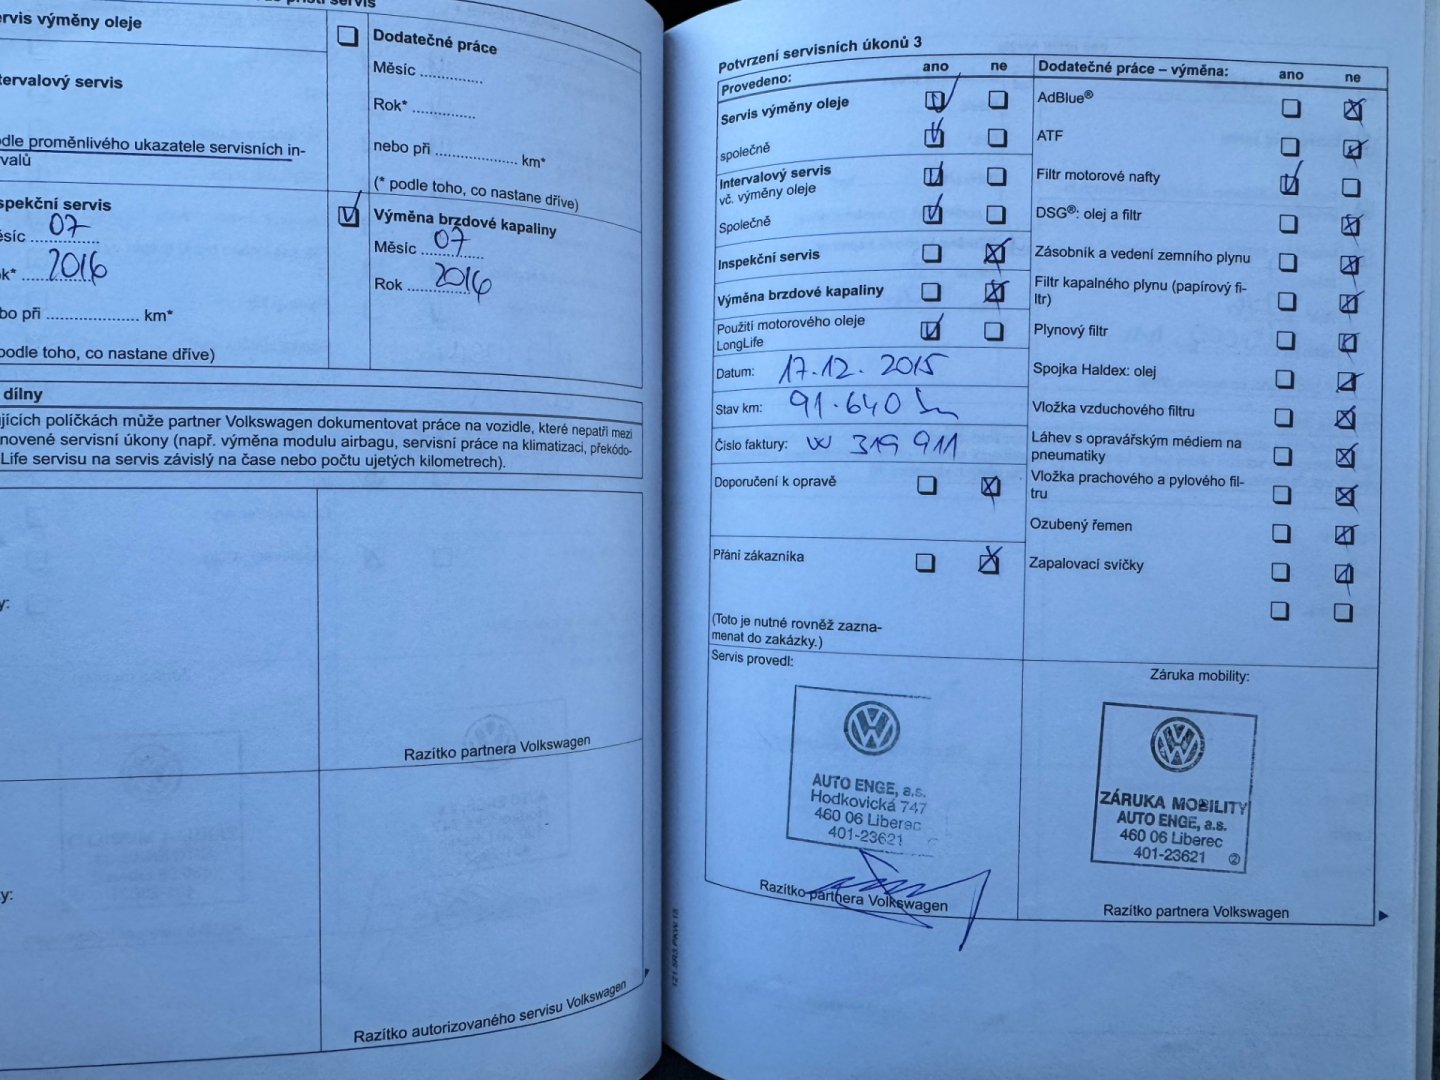 příští servis
rvis výměny oleje
tervalový servis
dle proměnlivého ukazatele servisních in-
valů
Dodatečné práce
Měsíc ..............
Rok* ..............
nebo při .................. km*
(* podle toho, co nastane dříve)
spekční servis
ěsíc 07
ok* 2016
bo při .................... km*
podle toho, co nastane dříve)
Výměna brzdové kapaliny
Měsíc 07
Rok 2016
dílny
jících políčkách může partner Volkswagen dokumentovat práce na vozidle, které nepatří mezi
novené servisní úkony (např. výměna modulu airbagu, servisní práce na klimatizaci, překódo-
Life servisu na servis závislý na čase nebo počtu ujetých kilometrech).
y:
Razítko partnera Volkswagen
y:
Razítko autorizovaného servisu Volkswagen
Potvrzení servisních úkonů 3
Provedeno: ano ne
Servis výměny oleje
společně
Intervalový servis
vč. výměny oleje
Společně
Inspekční servis
Výměna brzdové kapaliny
Použití motorového oleje
LongLife
Datum: 17.12. 2015
Stav km: 91.640
Číslo faktury: W 319 911
Doporučení k opravě
Přání zákazníka
(Toto je nutné rovněž zazna-
menat do zakázky.)
Servis provedl:
AUTO ENGE, a.s.
Hodkovická 747
460 06 Liberec
401-23621
Razítko partnera Volkswagen
121.5R3.PKW.15
Dodatečné práce – výměna: ano ne
AdBlue®
ATF
Filtr motorové nafty
DSG®: olej a filtr
Zásobník a vedení zemního plynu
Filtr kapalného plynu (papírový fi-
ltr)
Plynový filtr
Spojka Haldex: olej
Vložka vzduchového filtru
Láhev s opravářským médiem na
pneumatiky
Vložka prachového a pylového fil-
tru
Ozubený řemen
Zapalovací svíčky
Záruka mobility:
ZÁRUKA MOBILITY
AUTO ENGE, a.s.
460 06 Liberec
401-23621 ②
Razítko partnera Volkswagen